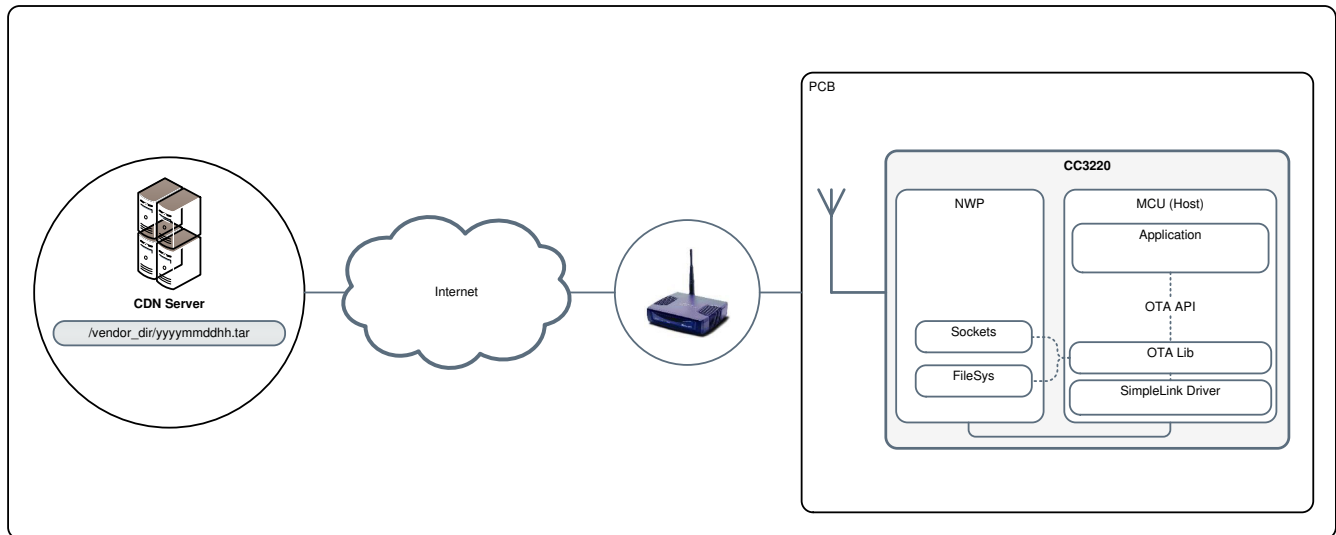 PCB
CC3220
NWP
MCU (Host)
Application
CDN Server
Internet
OTA API
/vendor_dir/yyyymmddhh.tar
Sockets
OTA Lib
FileSys
SimpleLink Driver